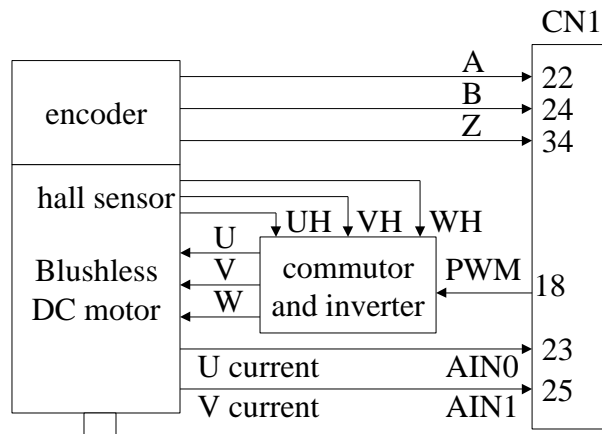 CN1
A
22
B
24
encoder
Z
34
hall sensor
UH VH WH
U
V
W
Blushless
DC motor
commutor
and inverter
PWM
18
23
U current
AIN0
25
V current
AIN1